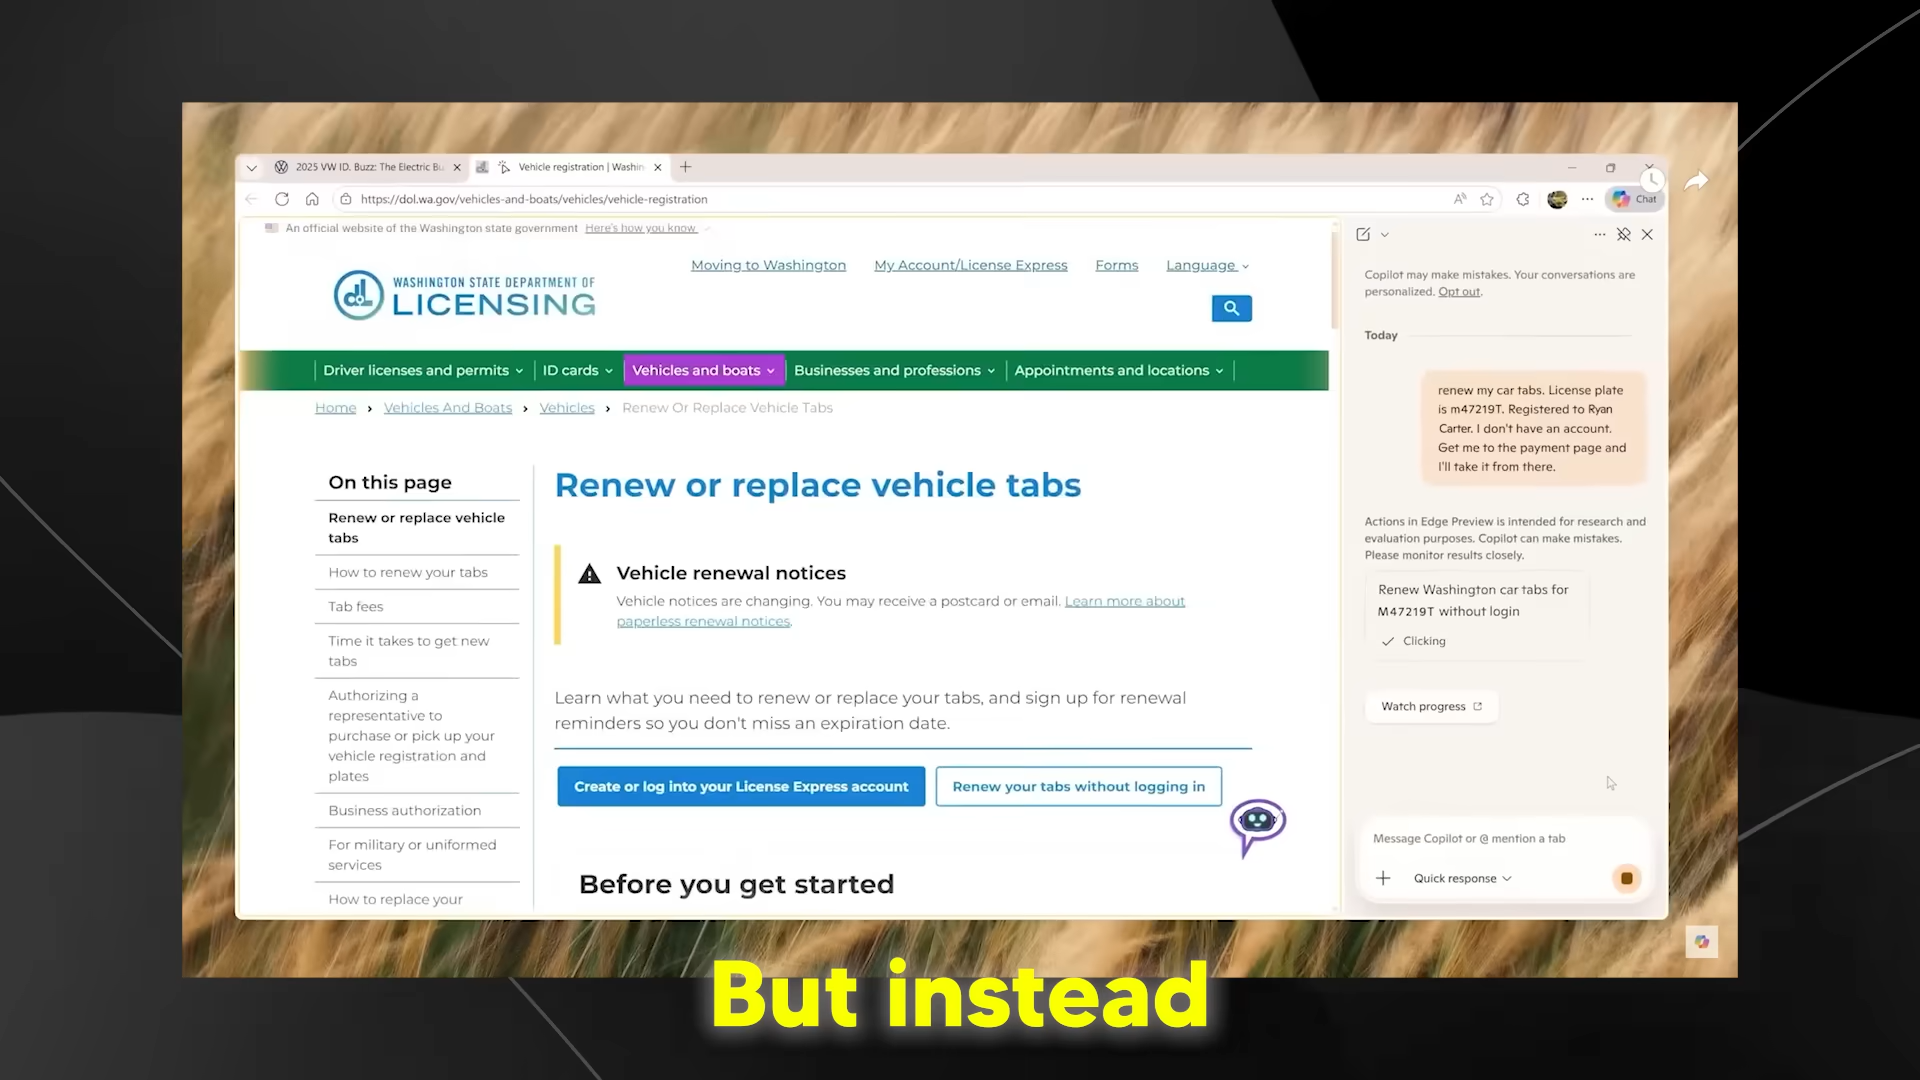 2025 VW ID. Buzz: The Electric Bu
Vehicle registration | Washin
https://dol.wa.gov/vehicles-and-boats/vehicles/vehicle-registration
Chat
An official website of the Washington state government Here's how you know
WASHINGTON STATE DEPARTMENT OF
LICENSING
Moving to Washington
My Account/License Express
Forms
Language
Driver licenses and permits
ID cards
Vehicles and boats
Businesses and professions
Appointments and locations
Home › Vehicles And Boats › Vehicles › Renew Or Replace Vehicle Tabs
On this page
Renew or replace vehicle
tabs
How to renew your tabs
Tab fees
Time it takes to get new
tabs
Authorizing a
representative to
purchase or pick up your
vehicle registration and
plates
Business authorization
For military or uniformed
services
How to replace your
Renew or replace vehicle tabs
Vehicle renewal notices
Vehicle notices are changing. You may receive a postcard or email. Learn more about
paperless renewal notices.
Learn what you need to renew or replace your tabs, and sign up for renewal
reminders so you don't miss an expiration date.
Create or log into your License Express account
Renew your tabs without logging in
Before you get started
Copilot may make mistakes. Your conversations are
personalized. Opt out.
Today
renew my car tabs. License plate
is m47219T. Registered to Ryan
Carter. I don't have an account.
Get me to the payment page and
I'll take it from there.
Actions in Edge Preview is intended for research and
evaluation purposes. Copilot can make mistakes.
Please monitor results closely.
Renew Washington car tabs for
M47219T without login
Clicking
Watch progress
Message Copilot or @ mention a tab
Quick response
But instead